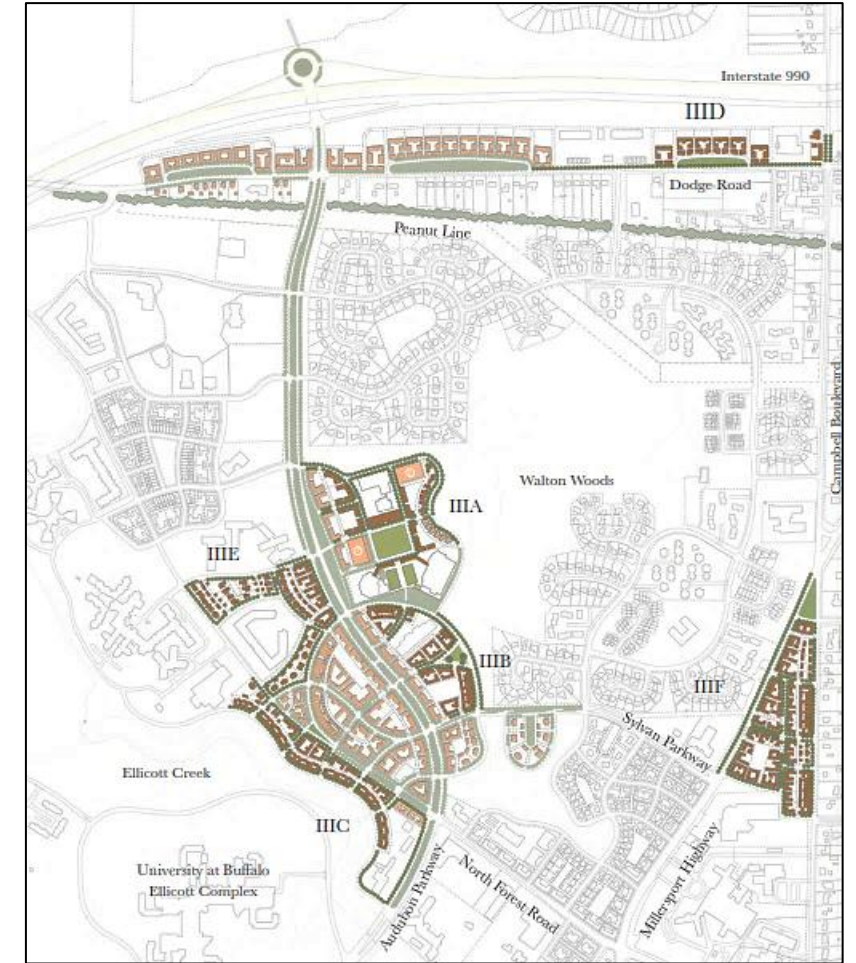 Interstate 990
IIID
Dodge Road
Peanut Line
Campbell Boulevard
Walton Woods
IIIA
IIIE
IIIB
IIIF
Sylvan Parkway
Ellicott Creek
IIIC
University at Buffalo
Ellicott Complex
Audubon Parkway
North Forest Road
Millersport Highway